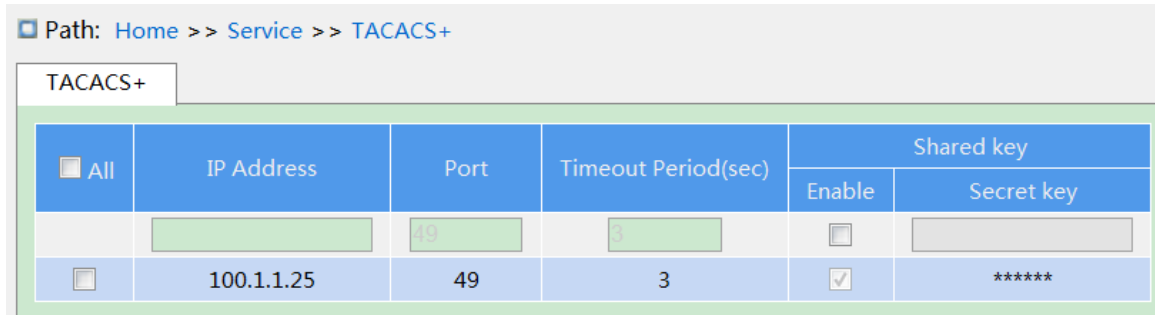 Path: Home >> Service >> TACACS+
TACACS+
All IP Address Port Timeout Period(sec) Shared key
Enable Secret key
49 3
100.1.1.25 49 3 ******